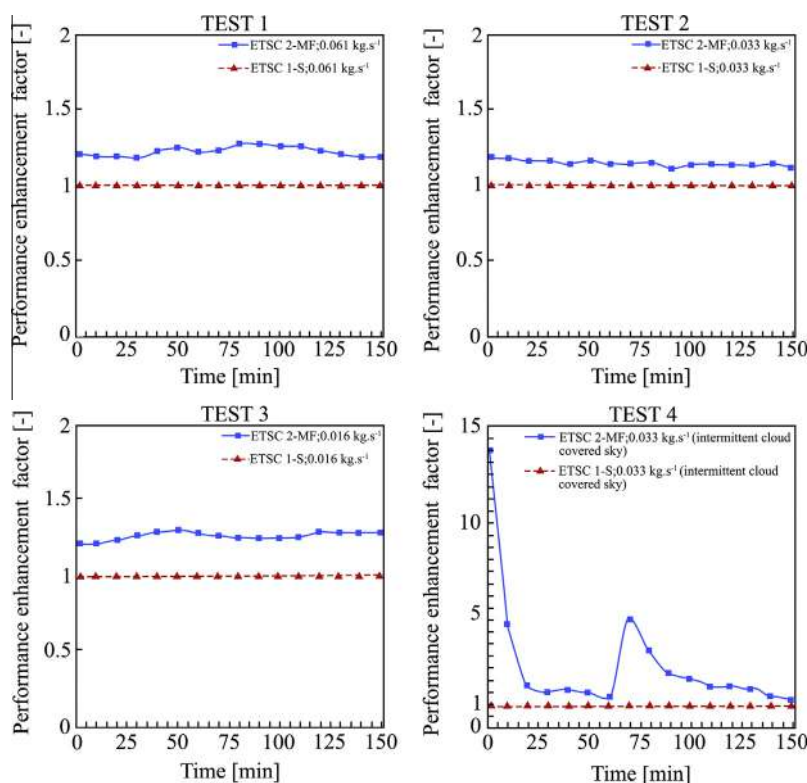 TEST 1
Performance enhancement factor [-]
2
1.5
1
0.5
0
ETSC 2-MF;0.061 kg.s⁻¹
ETSC 1-S;0.061 kg.s⁻¹
0 25 50 75 100 125 150
Time [min]
TEST 2
Performance enhancement factor [-]
2
1.5
1
0.5
0
ETSC 2-MF;0.033 kg.s⁻¹
ETSC 1-S;0.033 kg.s⁻¹
0 25 50 75 100 125 150
Time [min]
TEST 3
Performance enhancement factor [-]
2
1.5
1
0.5
0
ETSC 2-MF;0.016 kg.s⁻¹
ETSC 1-S;0.016 kg.s⁻¹
0 25 50 75 100 125 150
Time [min]
TEST 4
Performance enhancement factor [-]
15
10
5
1
0
ETSC 2-MF;0.033 kg.s⁻¹ (intermittent cloud
covered sky)
ETSC 1-S;0.033 kg.s⁻¹ (intermittent cloud
covered sky)
0 25 50 75 100 125 150
Time [min]